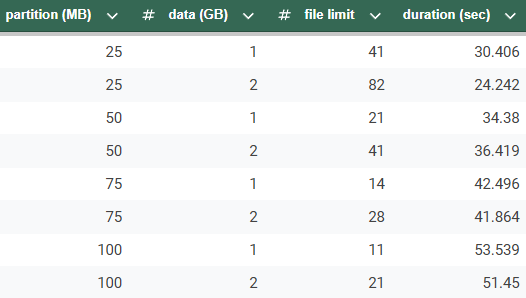 partition (MB) # data (GB) # file limit duration (sec)
25 1 41 30.406
25 2 82 24.242
50 1 21 34.38
50 2 41 36.419
75 1 14 42.496
75 2 28 41.864
100 1 11 53.539
100 2 21 51.45